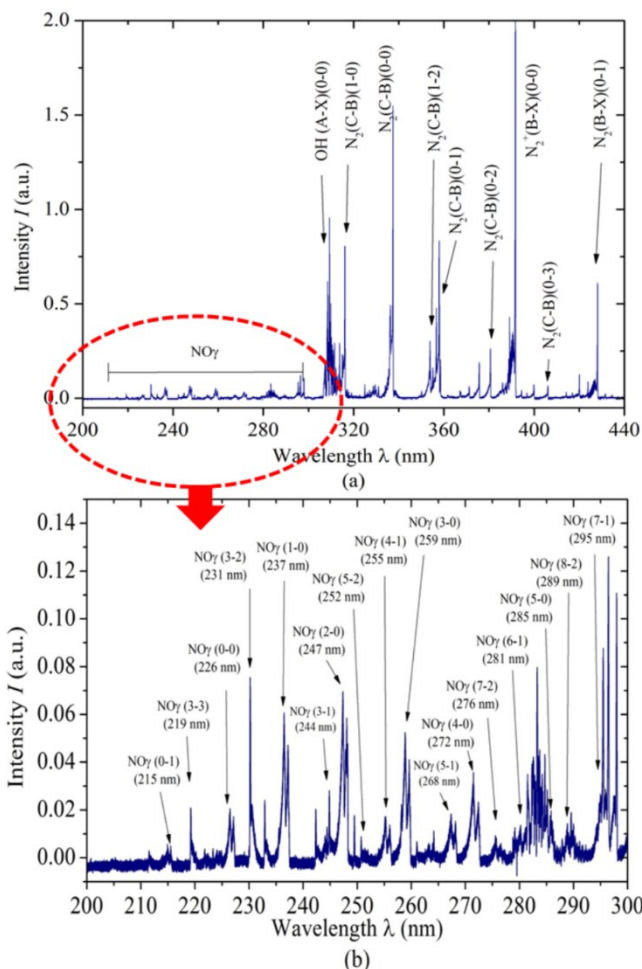 2.0
1.5
1.0
0.5
0.0
Intensity I (a.u.)
OH (A-X)(0-0)
N₂(C-B)(1-0)
N₂(C-B)(0-0)
N₂(C-B)(1-2)
N₂(C-B)(0-1)
N₂(C-B)(0-2)
N₂⁺(B-X)(0-0)
N₂(C-B)(0-3)
N₂(B-X)(0-1)
NOγ
200 240 280 320 360 400 440
Wavelength λ (nm)
(a)
0.14
0.12
0.10
0.08
0.06
0.04
0.02
0.00
Intensity I (a.u.)
NOγ (0-1)
(215 nm)
NOγ (3-3)
(219 nm)
NOγ (0-0)
(226 nm)
NOγ (3-2)
(231 nm)
NOγ (1-0)
(237 nm)
NOγ (3-1)
(244 nm)
NOγ (2-0)
(247 nm)
NOγ (5-2)
(252 nm)
NOγ (4-1)
(255 nm)
NOγ (3-0)
(259 nm)
NOγ (5-1)
(268 nm)
NOγ (4-0)
(272 nm)
NOγ (7-2)
(276 nm)
NOγ (6-1)
(281 nm)
NOγ (5-0)
(285 nm)
NOγ (8-2)
(289 nm)
NOγ (7-1)
(295 nm)
200 210 220 230 240 250 260 270 280 290 300
Wavelength λ (nm)
(b)